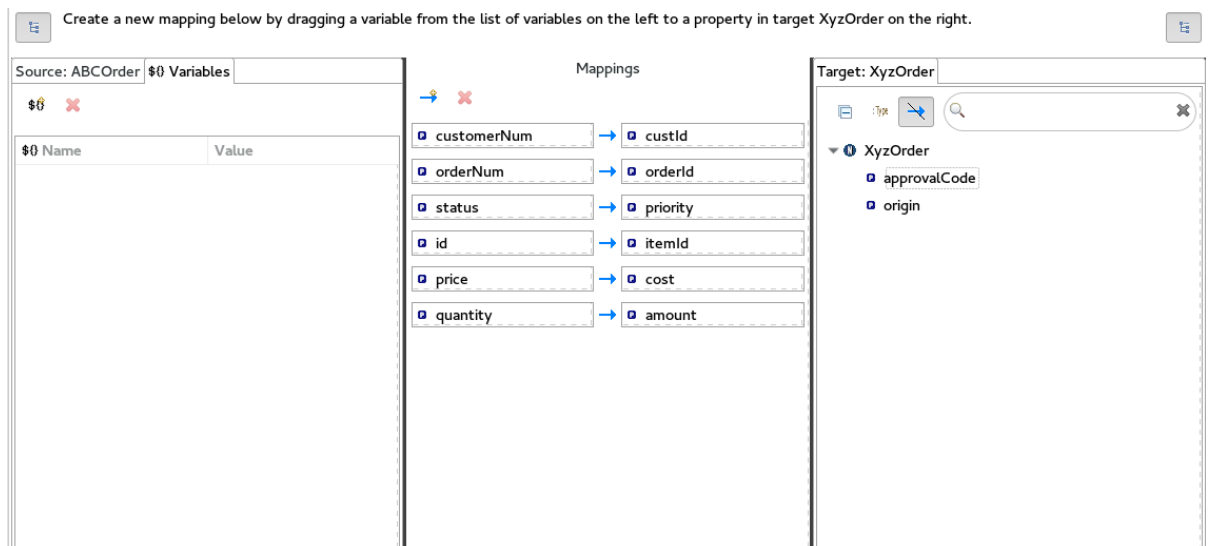 Create a new mapping below by dragging a variable from the list of variables on the left to a property in target XyzOrder on the right.
Source: ABCOrder
${} Variables
${}
${} Name
Value
Mappings
customerNum
custId
orderNum
orderId
status
priority
id
itemId
price
cost
quantity
amount
Target: XyzOrder
:Type
XyzOrder
approvalCode
origin